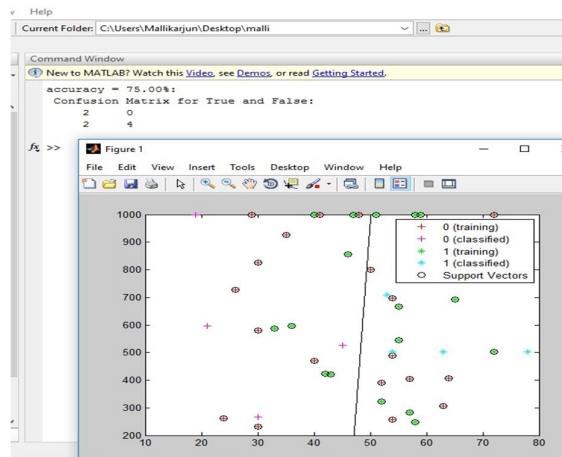 Help
Current Folder: C:\Users\Mallikarjun\Desktop\malli
Command Window
New to MATLAB? Watch this Video, see Demos, or read Getting Started.
accuracy = 75.00%:
Confusion Matrix for True and False:
2 0
2 4
fx >>
Figure 1
File Edit View Insert Tools Desktop Window Help
1000
900
800
700
600
500
400
300
200
10 20 30 40 50 60 70 80
0 (training)
0 (classified)
1 (training)
1 (classified)
Support Vectors